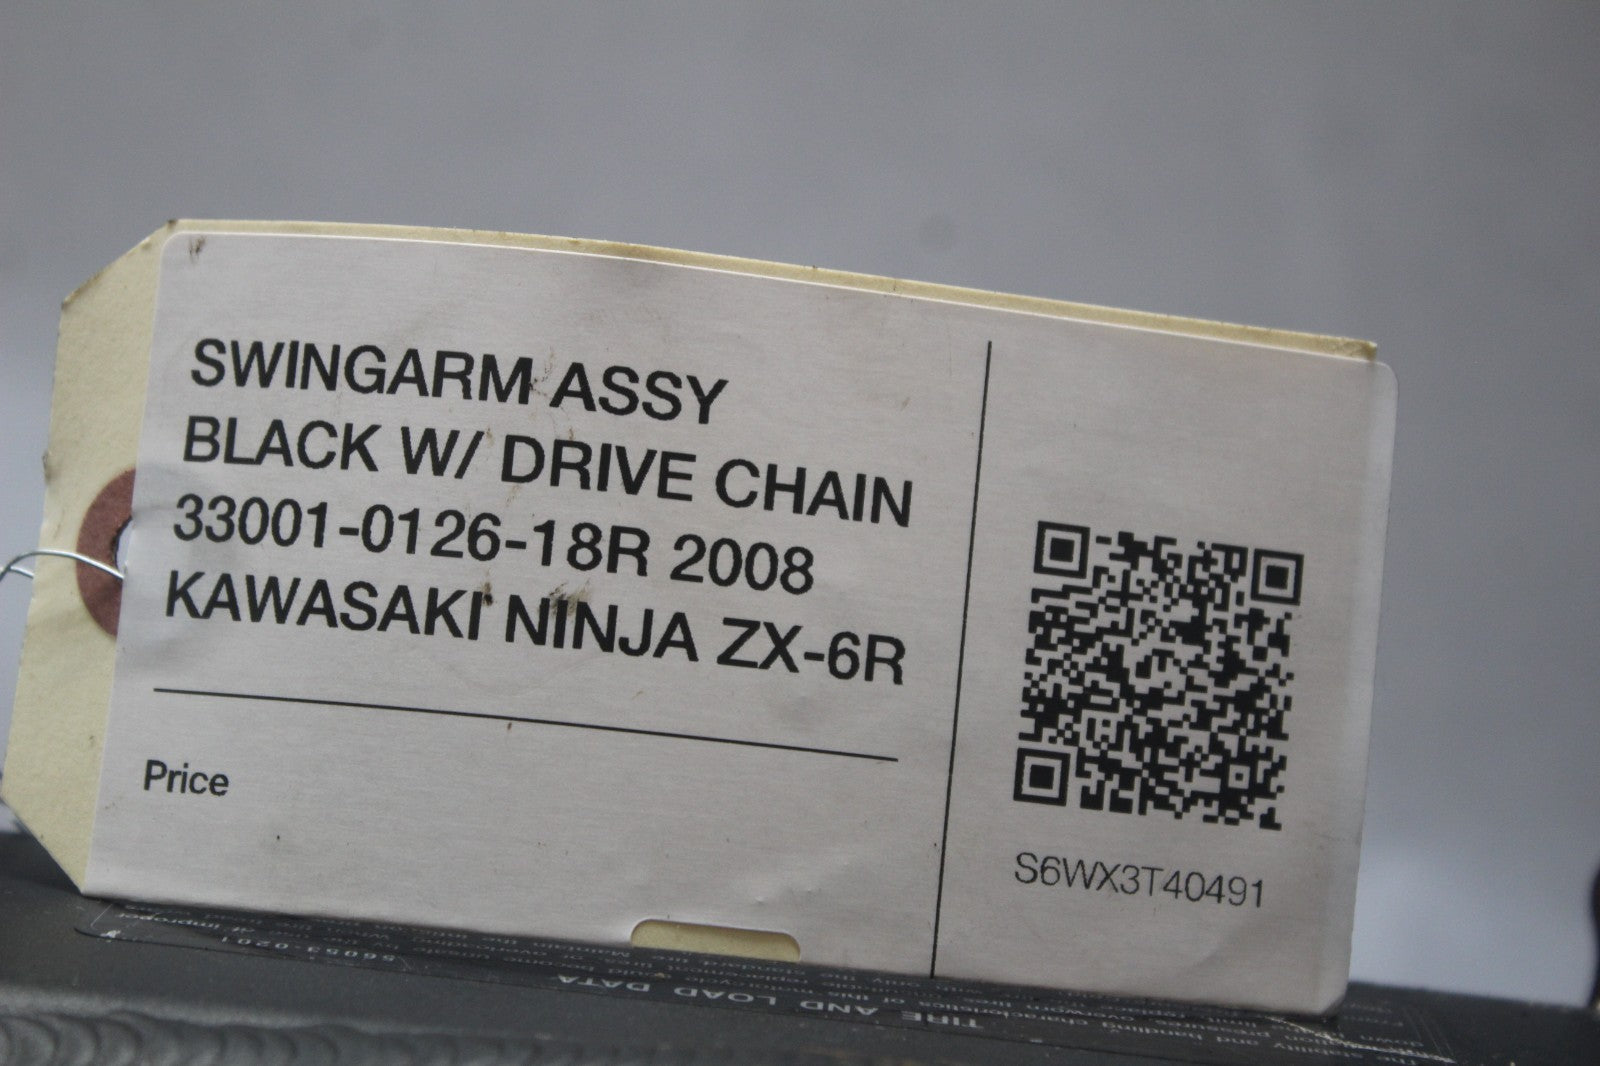 SWINGARM ASSY
BLACK W/ DRIVE CHAIN
33001-0126-18R 2008
KAWASAKI NINJA ZX-6R
Price
S6WX3T40491
TIRE AND LOAD DATA